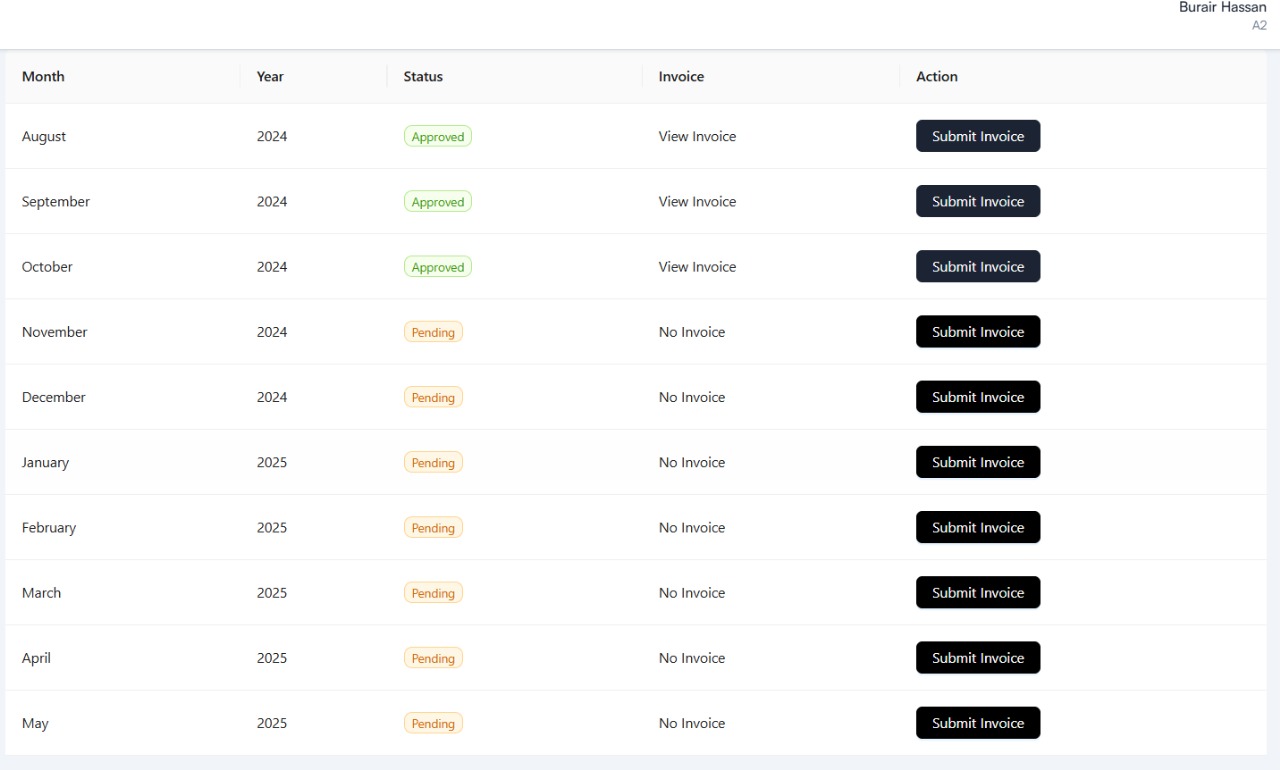 Burair Hassan
A2
Month Year Status Invoice Action
August 2024 Approved View Invoice Submit Invoice
September 2024 Approved View Invoice Submit Invoice
October 2024 Approved View Invoice Submit Invoice
November 2024 Pending No Invoice Submit Invoice
December 2024 Pending No Invoice Submit Invoice
January 2025 Pending No Invoice Submit Invoice
February 2025 Pending No Invoice Submit Invoice
March 2025 Pending No Invoice Submit Invoice
April 2025 Pending No Invoice Submit Invoice
May 2025 Pending No Invoice Submit Invoice